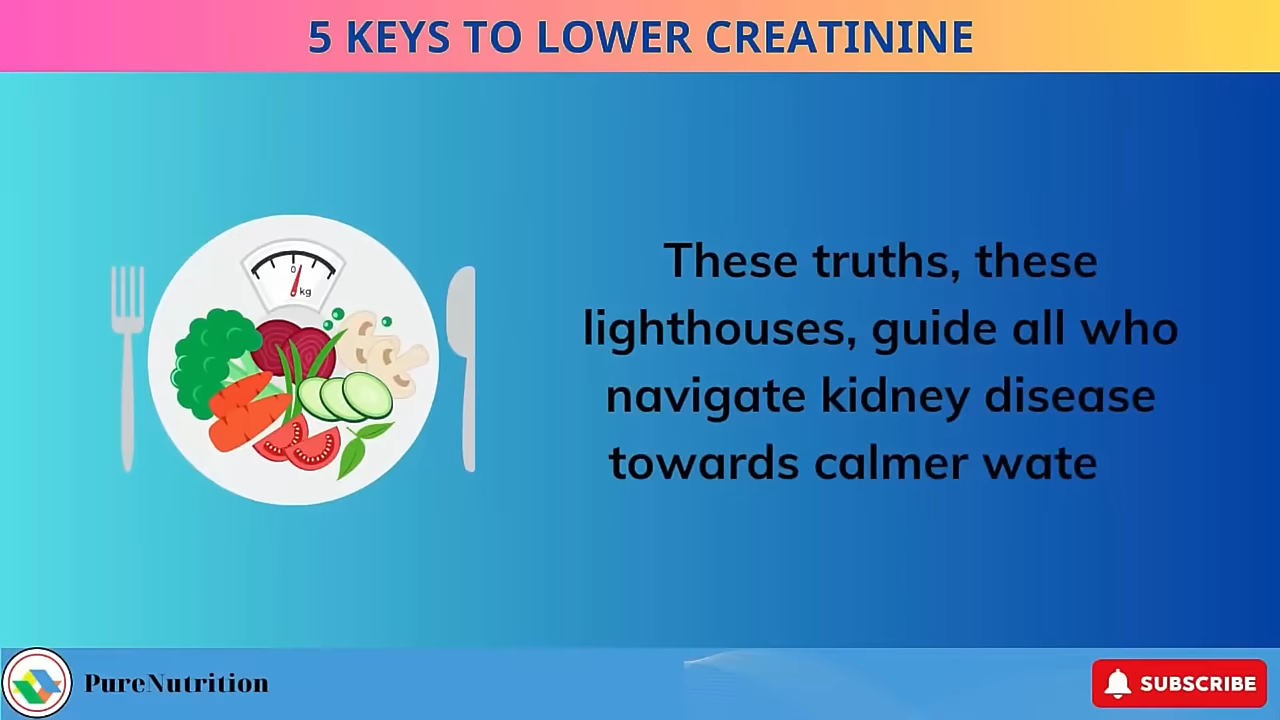 5 KEYS TO LOWER CREATININE
0
kg
These truths, these
lighthouses, guide all who
navigate kidney disease
towards calmer wate
PureNutrition
SUBSCRIBE